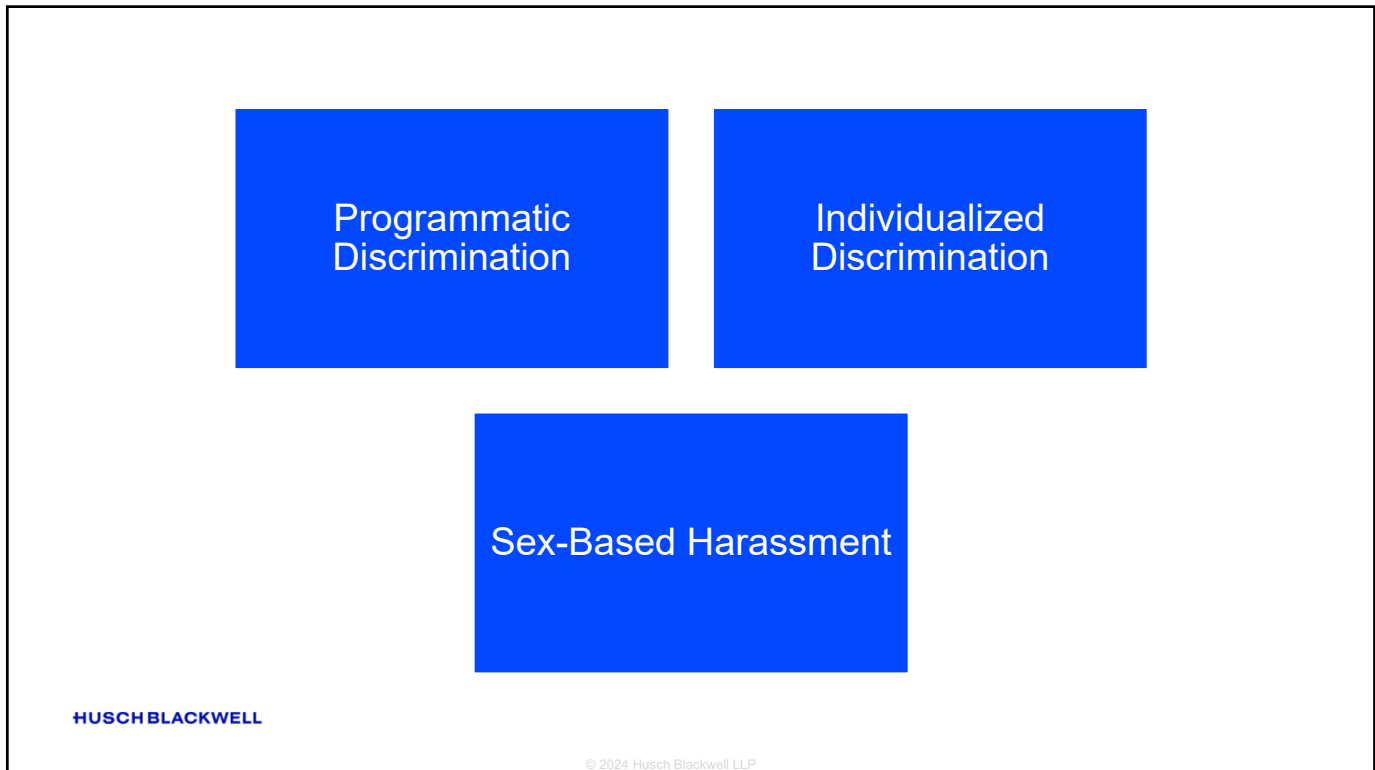 Programmatic
Discrimination
Individualized
Discrimination
Sex-Based Harassment
HUSCH BLACKWELL
© 2024 Husch Blackwell LLP